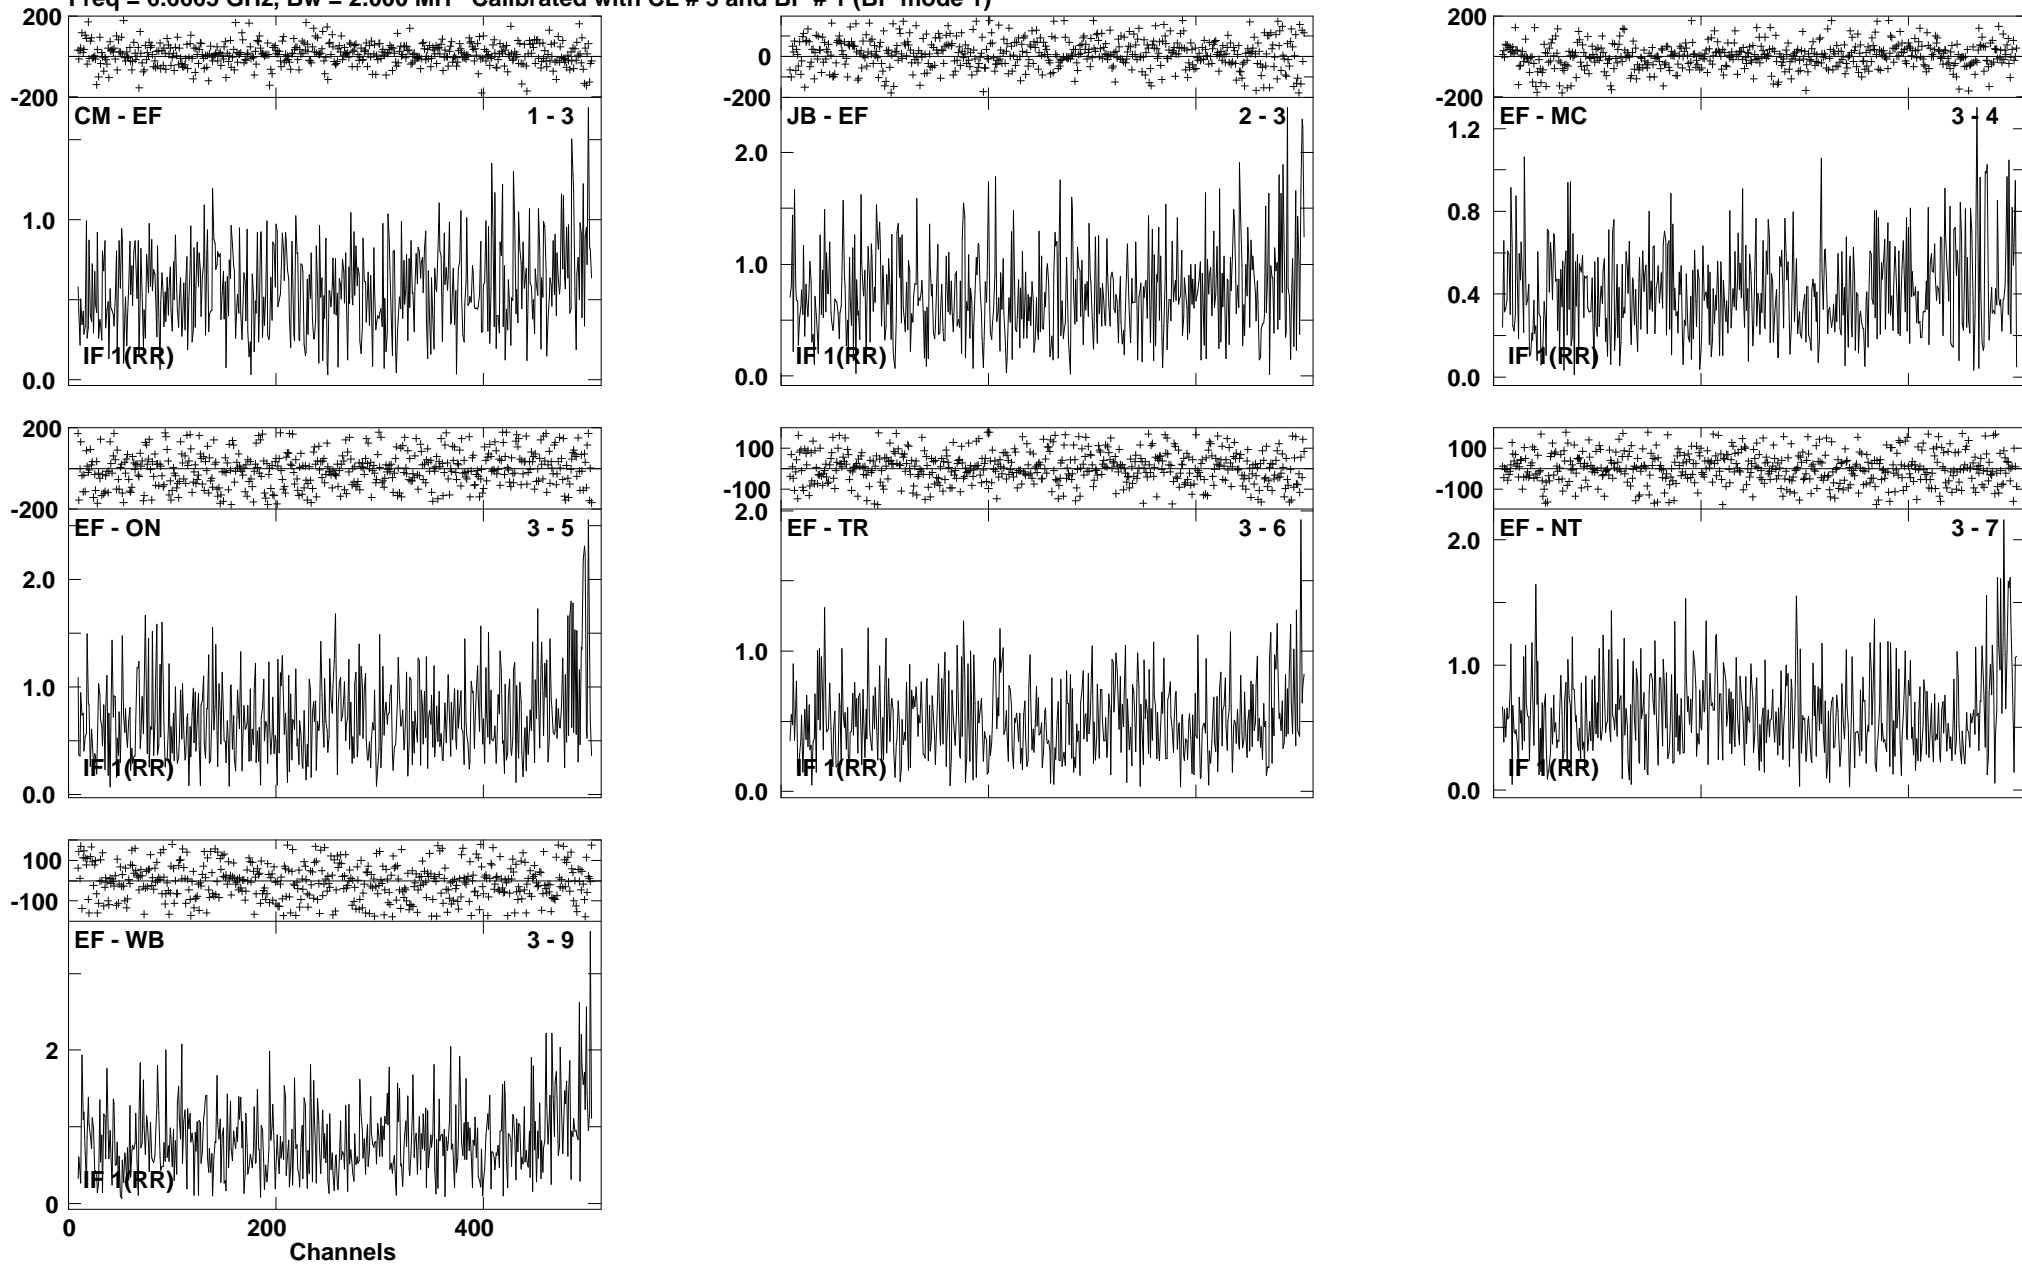 Freq = 6.6665 GHz, Bw = 2.000 MH Calibrated with CL # 3 and BP # 1 (BP mode 1)
200
-200
CM - EF 1 - 3
1.0
IF 1(RR)
0.0
0
-200
JB - EF 2 - 3
2.0
1.0
IF 1(RR)
0.0
200
0
-200
EF - MC 3 - 4
1.2
0.8
0.4
IF 1(RR)
0.0
200
-200
EF - ON 3 - 5
2.0
1.0
IF 1(RR)
0.0
100
-100
2.0
EF - TR 3 - 6
1.0
IF 1(RR)
0.0
100
-100
EF - NT 3 - 7
2.0
1.0
IF 1(RR)
0.0
100
-100
EF - WB 3 - 9
2
IF 1(RR)
0
0 200 400
Channels